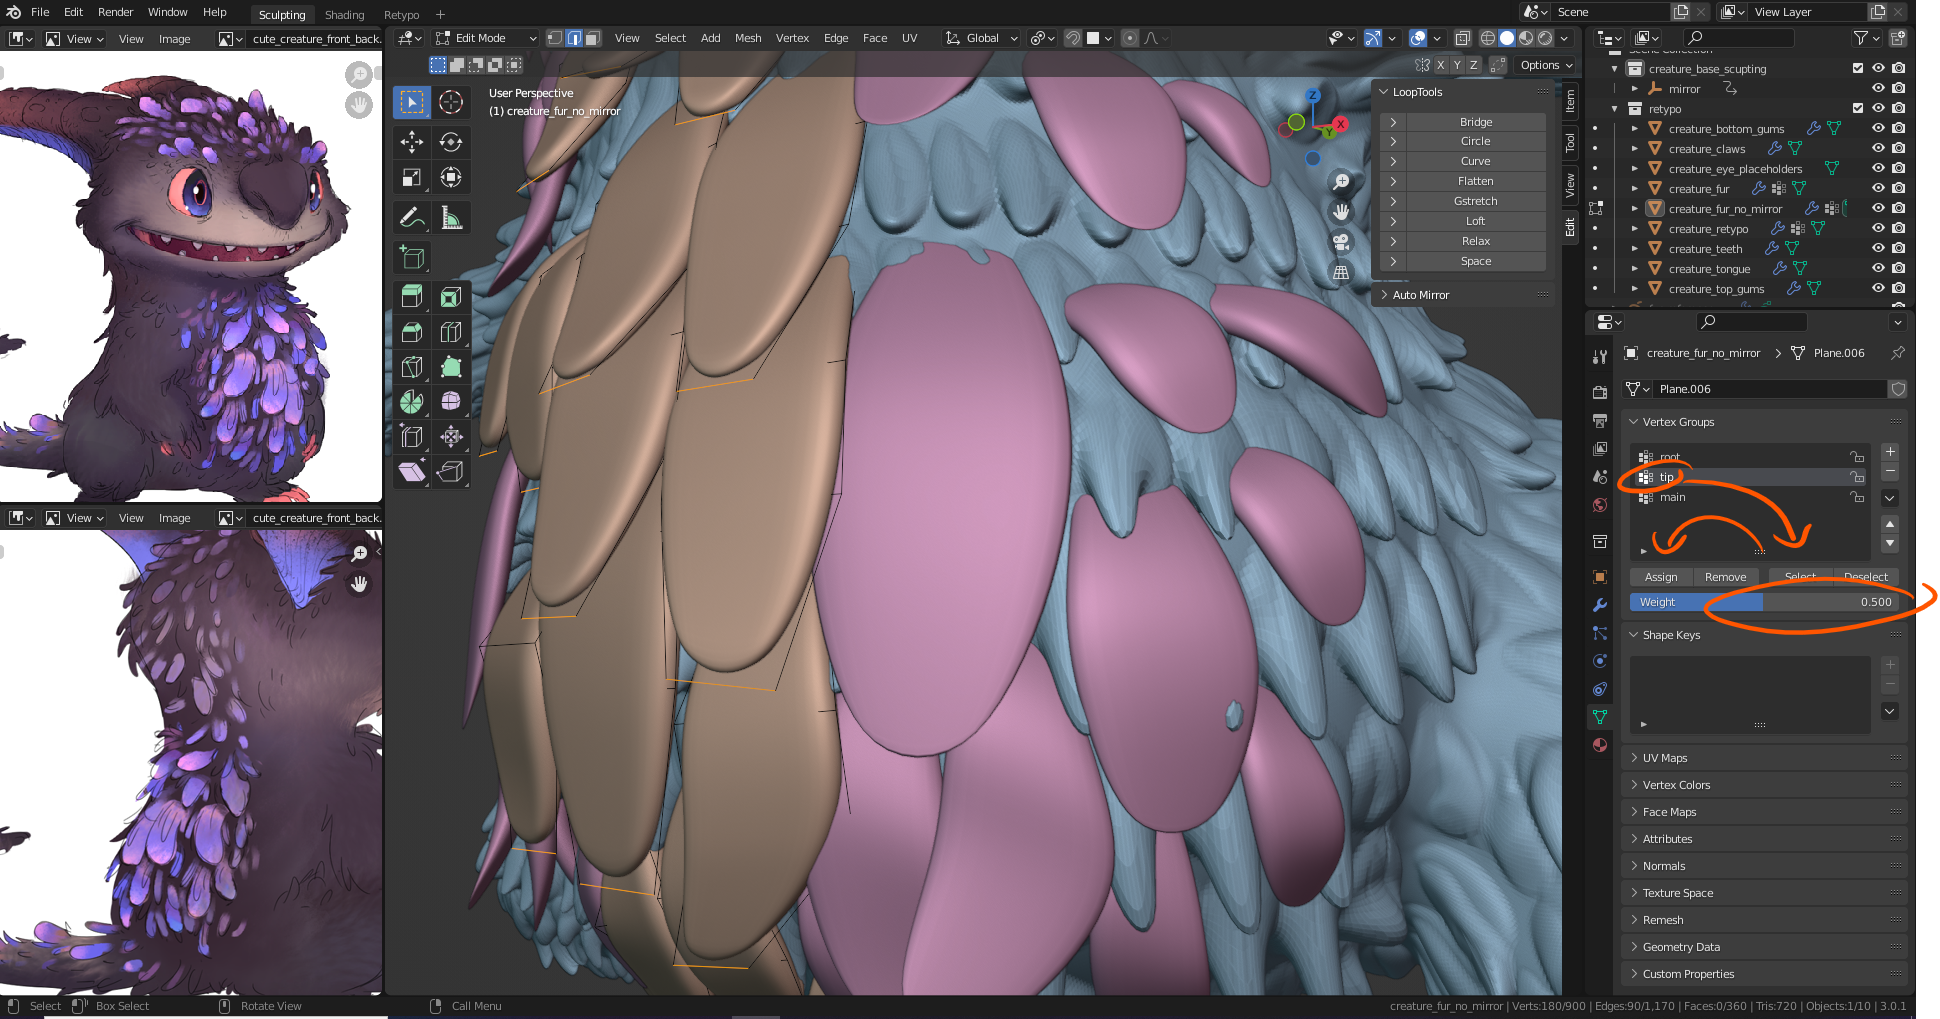 File Edit Render Window Help Sculpting Shading Retypo + Scene View Layer
View View Image cute_creature_front_back.
Edit Mode View Select Add Mesh Vertex Edge Face UV Global
X Y Z Options
User Perspective
(1) creature_fur_no_mirror
Z
X
Y
LoopTools
Bridge
Circle
Curve
Flatten
Gstretch
Loft
Relax
Space
Auto Mirror
Item
Tool
View
Edit
Scene Collection
creature_base_scupting
mirror
retypo
creature_bottom_gums
creature_claws
creature_eye_placeholders
creature_fur
creature_fur_no_mirror
creature_retypo
creature_teeth
creature_tongue
creature_top_gums
creature_fur_no_mirror > Plane.006
Plane.006
Vertex Groups
root
tip
main
Assign Remove Select Deselect
Weight 0.500
Shape Keys
UV Maps
Vertex Colors
Face Maps
Attributes
Normals
Texture Space
Remesh
Geometry Data
Custom Properties
View View Image cute_creature_front_back.
Select Box Select Rotate View Call Menu
creature_fur_no_mirror | Verts:180/900 | Edges:90/1,170 | Faces:0/360 | Tris:720 | Objects:1/10 | 3.0.1